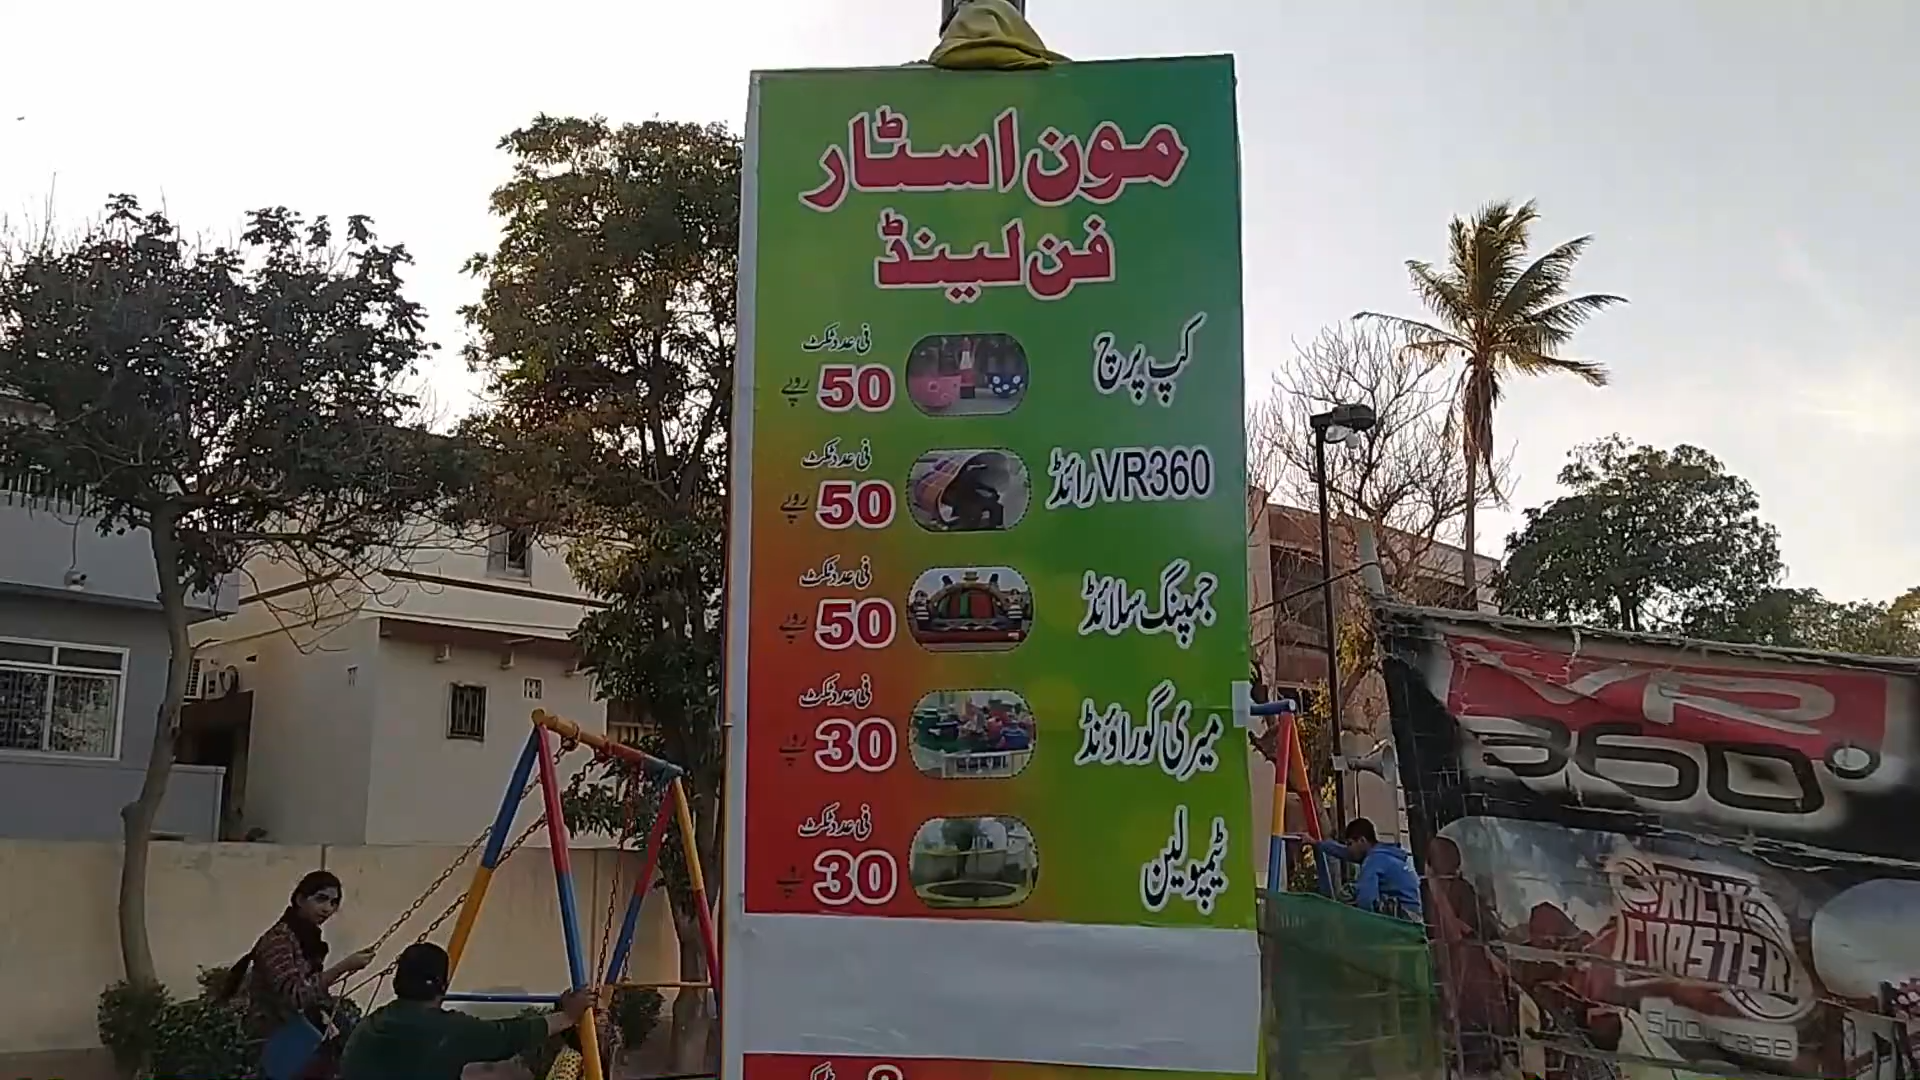 مون اسٹار
فن لینڈ
کپ پرچ
فی عدد ٹکٹ
50 روپے
VR360 رائڈ
فی عدد ٹکٹ
50 روپے
جمپنگ سلائڈ
فی عدد ٹکٹ
50 روپے
میری گوراؤنڈ
فی عدد ٹکٹ
30 روپے
ٹیمپولین
فی عدد ٹکٹ
30 روپے
VR
360°
RILIX
COASTER
Showcase